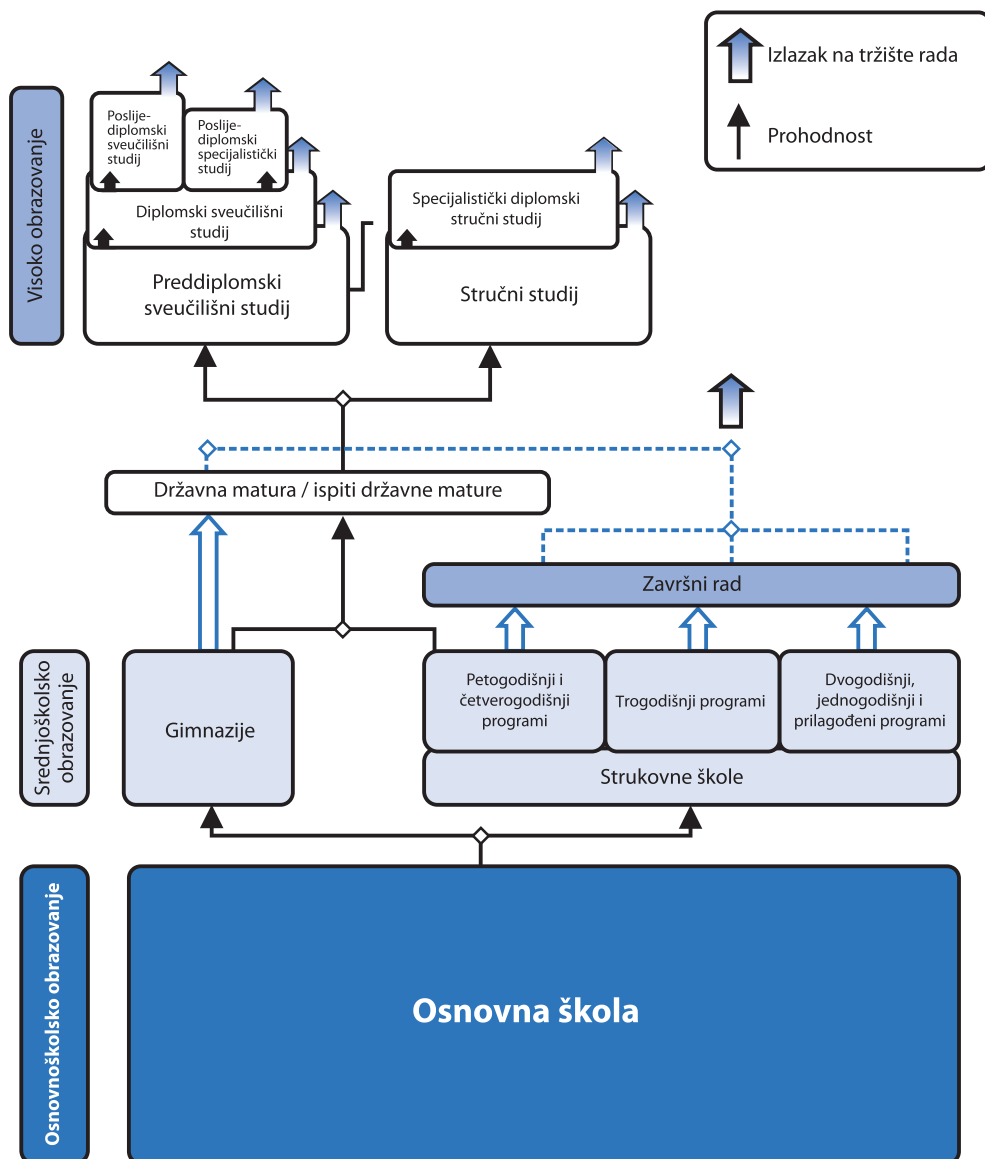 Izlazak na tržište rada
Prohodnost
Visoko obrazovanje
Poslije-
diplomski
sveučilišni
studij
Poslije-
diplomski
specijalistički
studij
Diplomski sveučilišni
studij
Preddiplomski
sveučilišni studij
Specijalistički diplomski
stručni studij
Stručni studij
Državna matura / ispiti državne mature
Završni rad
Srednjoškolsko
obrazovanje
Gimnazije
Petogodišnji i
četverogodišnji
programi
Trogodišnji programi
Dvogodišnji,
jednogodišnji i
prilagođeni programi
Strukovne škole
Osnovnoškolsko obrazovanje
Osnovna škola